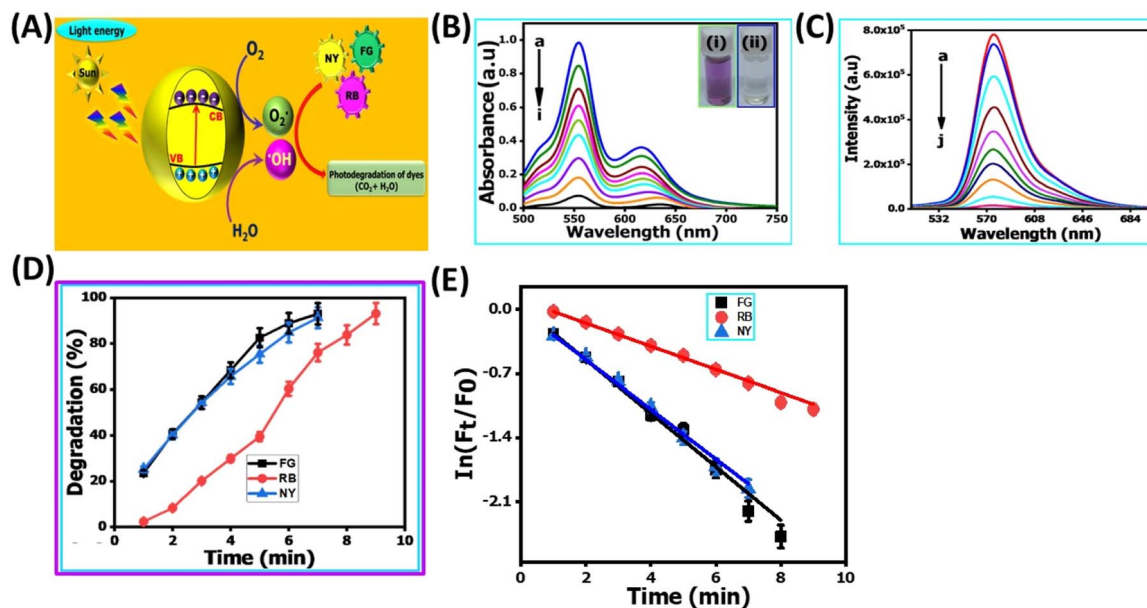 (A)
Light energy
Sun
CB
VB
O2
H2O
O2•
•OH
NY
FG
RB
Photodegradation of dyes
(CO2+ H2O)
(B)
Absorbance (a.u)
1.0
0.8
0.6
0.4
0.2
0.0
a
i
(i)
(ii)
500 550 600 650 700 750
Wavelength (nm)
(C)
Intensity (a.u)
8.0x10⁵
6.0x10⁵
4.0x10⁵
2.0x10⁵
0.0
a
j
532 570 608 646 684
Wavelength (nm)
(D)
Degradation (%)
100
80
60
40
20
0
FG
RB
NY
0 2 4 6 8 10
Time (min)
(E)
In(Ft/F0)
0.0
-0.7
-1.4
-2.1
FG
RB
NY
0 2 4 6 8 10
Time (min)